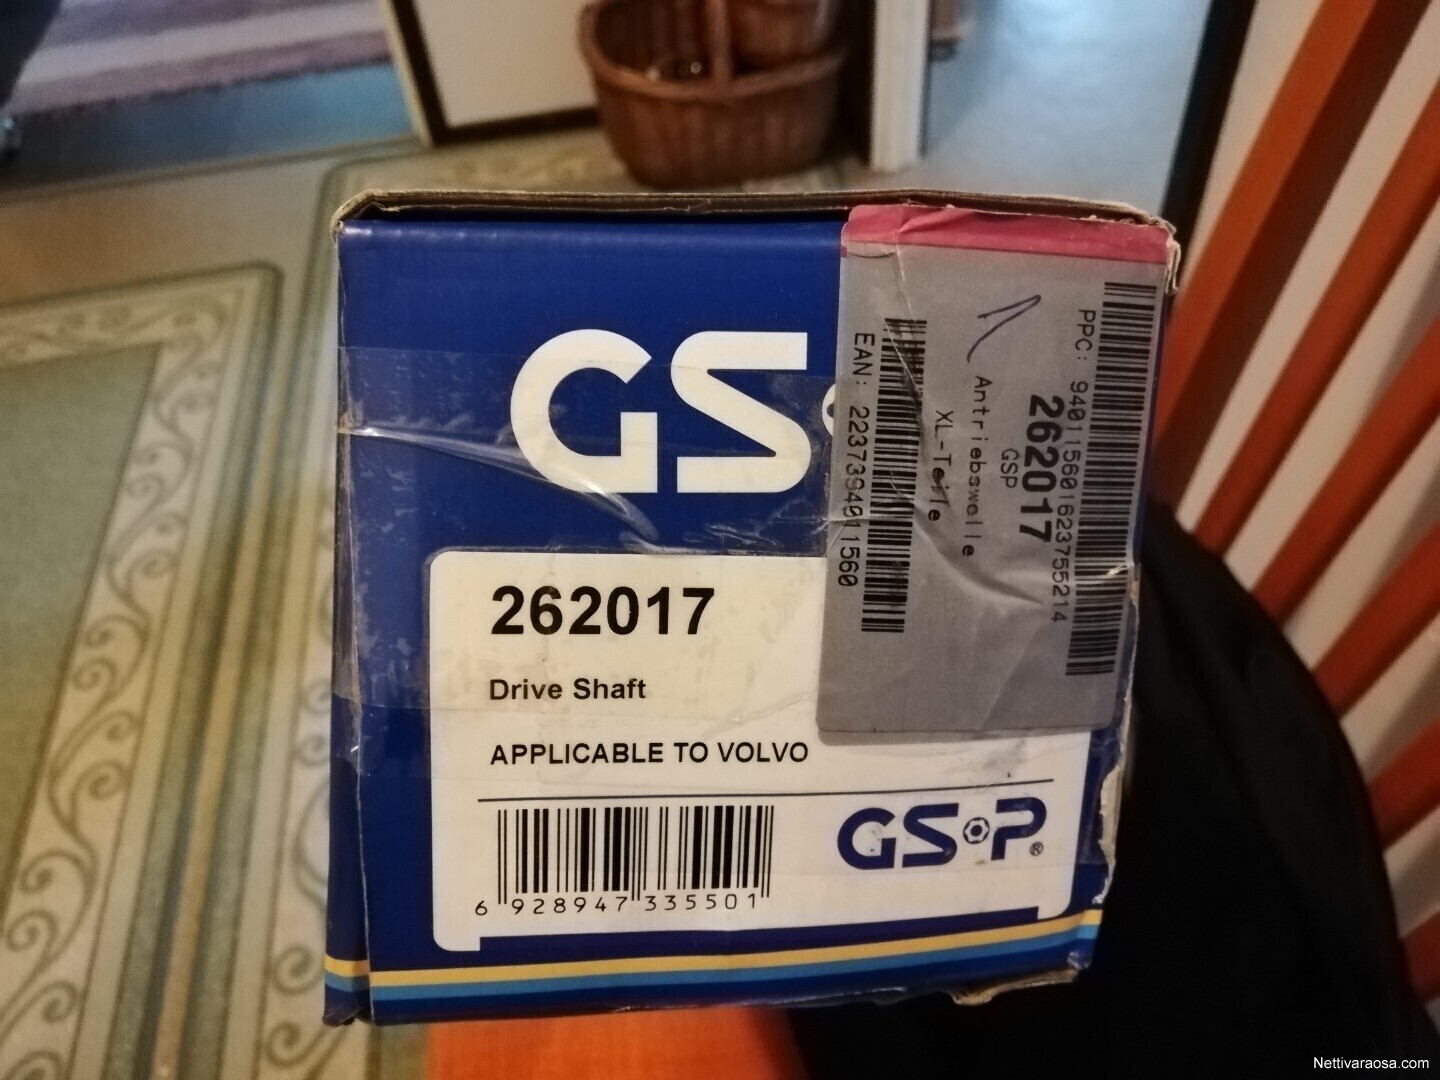 GS
262017
Drive Shaft
APPLICABLE TO VOLVO
6 928947 335501
GSP®
PPC: 940115601623755214
262017
GSP
Antriebswelle
XL-Teile
EAN: 2237394011560
Nettivaraosa.com